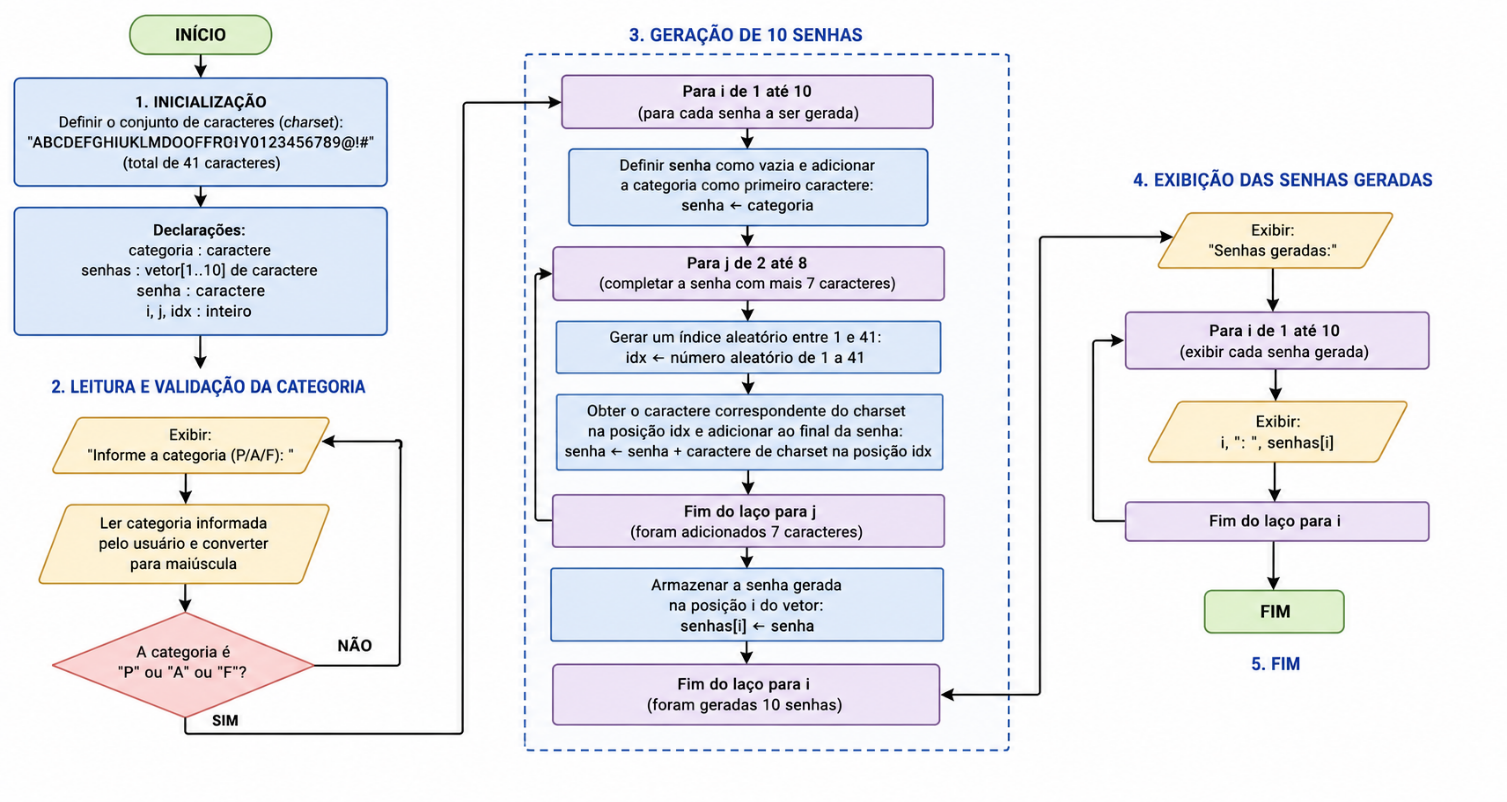 INÍCIO
1. INICIALIZAÇÃO
Definir o conjunto de caracteres (charset):
(total de 41 caracteres)
Declarações:
categoria : caractere
senhas : vetor[1..10] de caractere
senha : caractere
i, j, idx : inteiro
2. LEITURA E VALIDAÇÃO DA CATEGORIA
Exibir:
"Informe a categoria (P/A/F): "
Ler categoria informada
pelo usuário e converter
para maiúscula
A categoria é
"P" ou "A" ou "F"?
NÃO
SIM
3. GERAÇÃO DE 10 SENHAS
Para i de 1 até 10
(para cada senha a ser gerada)
Definir senha como vazia e adicionar
a categoria como primeiro caractere:
senha ← categoria
Para j de 2 até 8
(completar a senha com mais 7 caracteres)
Gerar um índice aleatório entre 1 e 41:
idx ← número aleatório de 1 a 41
Obter o caractere correspondente do charset
na posição idx e adicionar ao final da senha:
senha ← senha + caractere de charset na posição idx
Fim do laço para j
(foram adicionados 7 caracteres)
Armazenar a senha gerada
na posição i do vetor:
senhas[i] ← senha
Fim do laço para i
(foram geradas 10 senhas)
4. EXIBIÇÃO DAS SENHAS GERADAS
Exibir:
"Senhas geradas:"
Para i de 1 até 10
(exibir cada senha gerada)
Exibir:
i, ": ", senhas[i]
Fim do laço para i
FIM
5. FIM